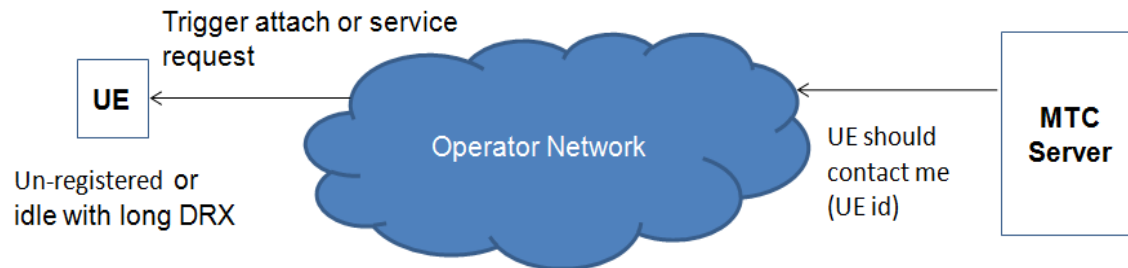 Trigger attach or service
request
UE
Un-registered or
idle with long DRX
Operator Network
UE should
contact me
(UE id)
MTC
Server